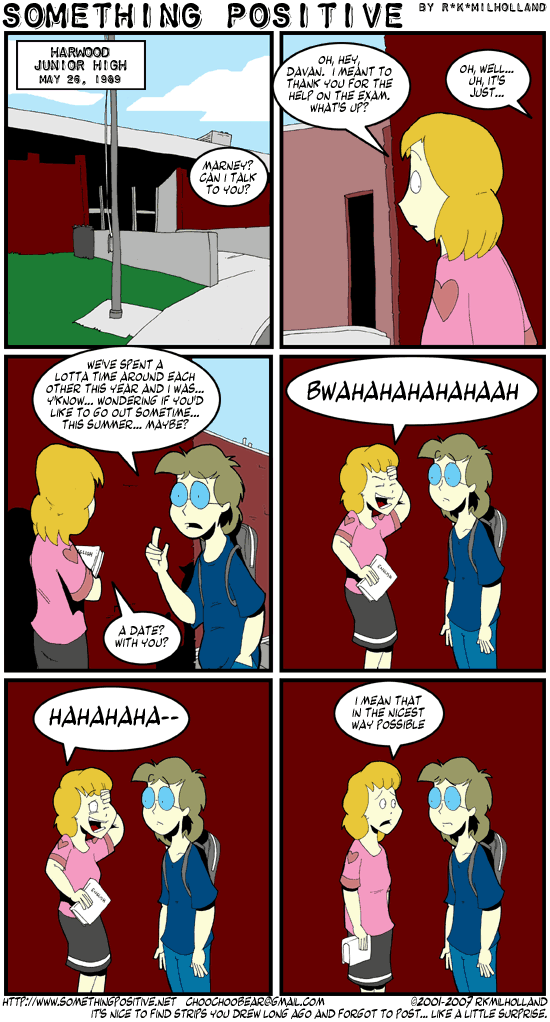 SOMETHING POSITIVE BY R*K*MILHOLLAND
HARWOOD
JUNIOR HIGH
MAY 26, 1989
MARNEY?
CAN I TALK
TO YOU?
OH, HEY,
DAVAN. I MEANT TO
THANK YOU FOR THE
HELP ON THE EXAM.
WHAT'S UP?
OH, WELL...
UH, IT'S
JUST...
WE'VE SPENT A
LOTTA TIME AROUND EACH
OTHER THIS YEAR AND I WAS...
Y'KNOW... WONDERING IF YOU'D
LIKE TO GO OUT SOMETIME...
THIS SUMMER... MAYBE?
A DATE?
WITH YOU?
BWAHAHAHAHAHAAH
ENGLISH
HAHAHAHA--
ENGLISH
I MEAN THAT
IN THE NICEST
WAY POSSIBLE
HTTP://WWW.SOMETHINGPOSITIVE.NET CHOOCHOOBEAR@GMAIL.COM ©2001-2009 RKMILHOLLAND
IT'S NICE TO FIND STRIPS YOU DREW LONG AGO AND FORGOT TO POST... LIKE A LITTLE SURPRISE.